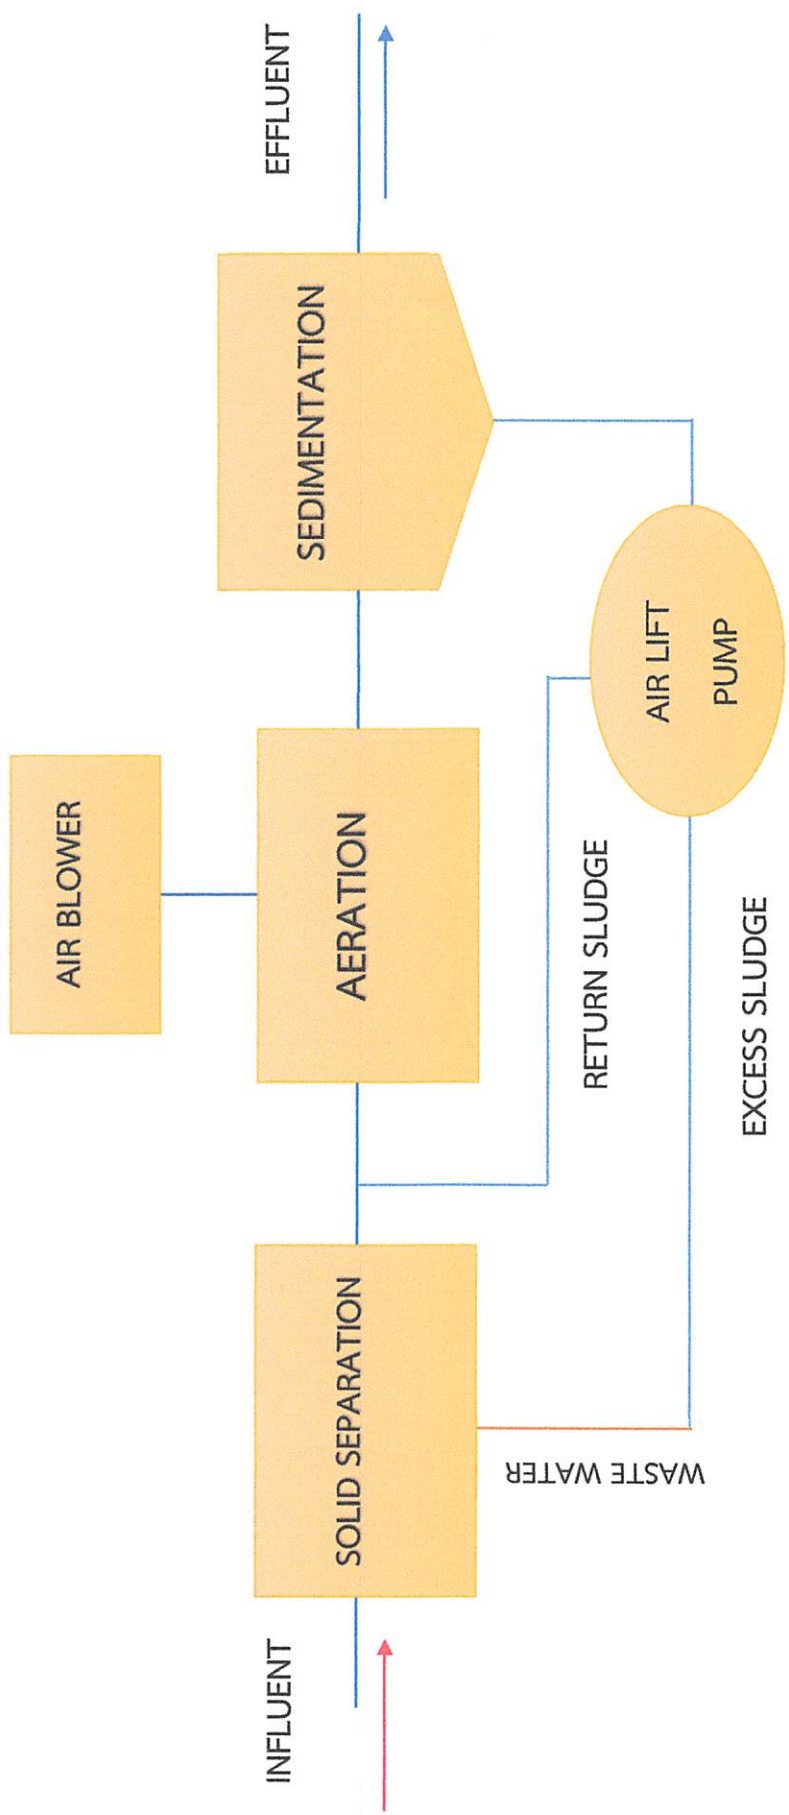 INFLUENT
SOLID SEPARATION
WASTE WATER
AIR BLOWER
AERATION
RETURN SLUDGE
EXCESS SLUDGE
SEDIMENTATION
AIR LIFT
PUMP
EFFLUENT